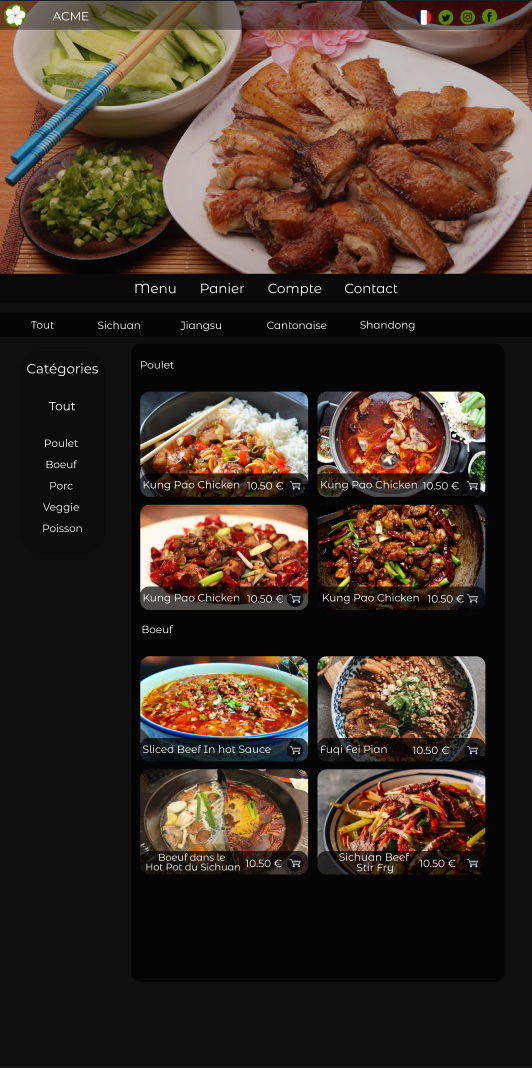 ACME
Menu Panier Compte Contact
Tout Sichuan Jiangsu Cantonaise Shandong
Catégories
Tout
Poulet
Boeuf
Porc
Veggie
Poisson
Poulet
Kung Pao Chicken 10.50 €
Kung Pao Chicken 10.50 €
Kung Pao Chicken 10.50 €
Kung Pao Chicken 10.50 €
Boeuf
Sliced Beef In hot Sauce
Fuqi Fei Pian 10.50 €
Boeuf dans le
Hot Pot du Sichuan 10.50 €
Sichuan Beef
Stir Fry 10.50 €